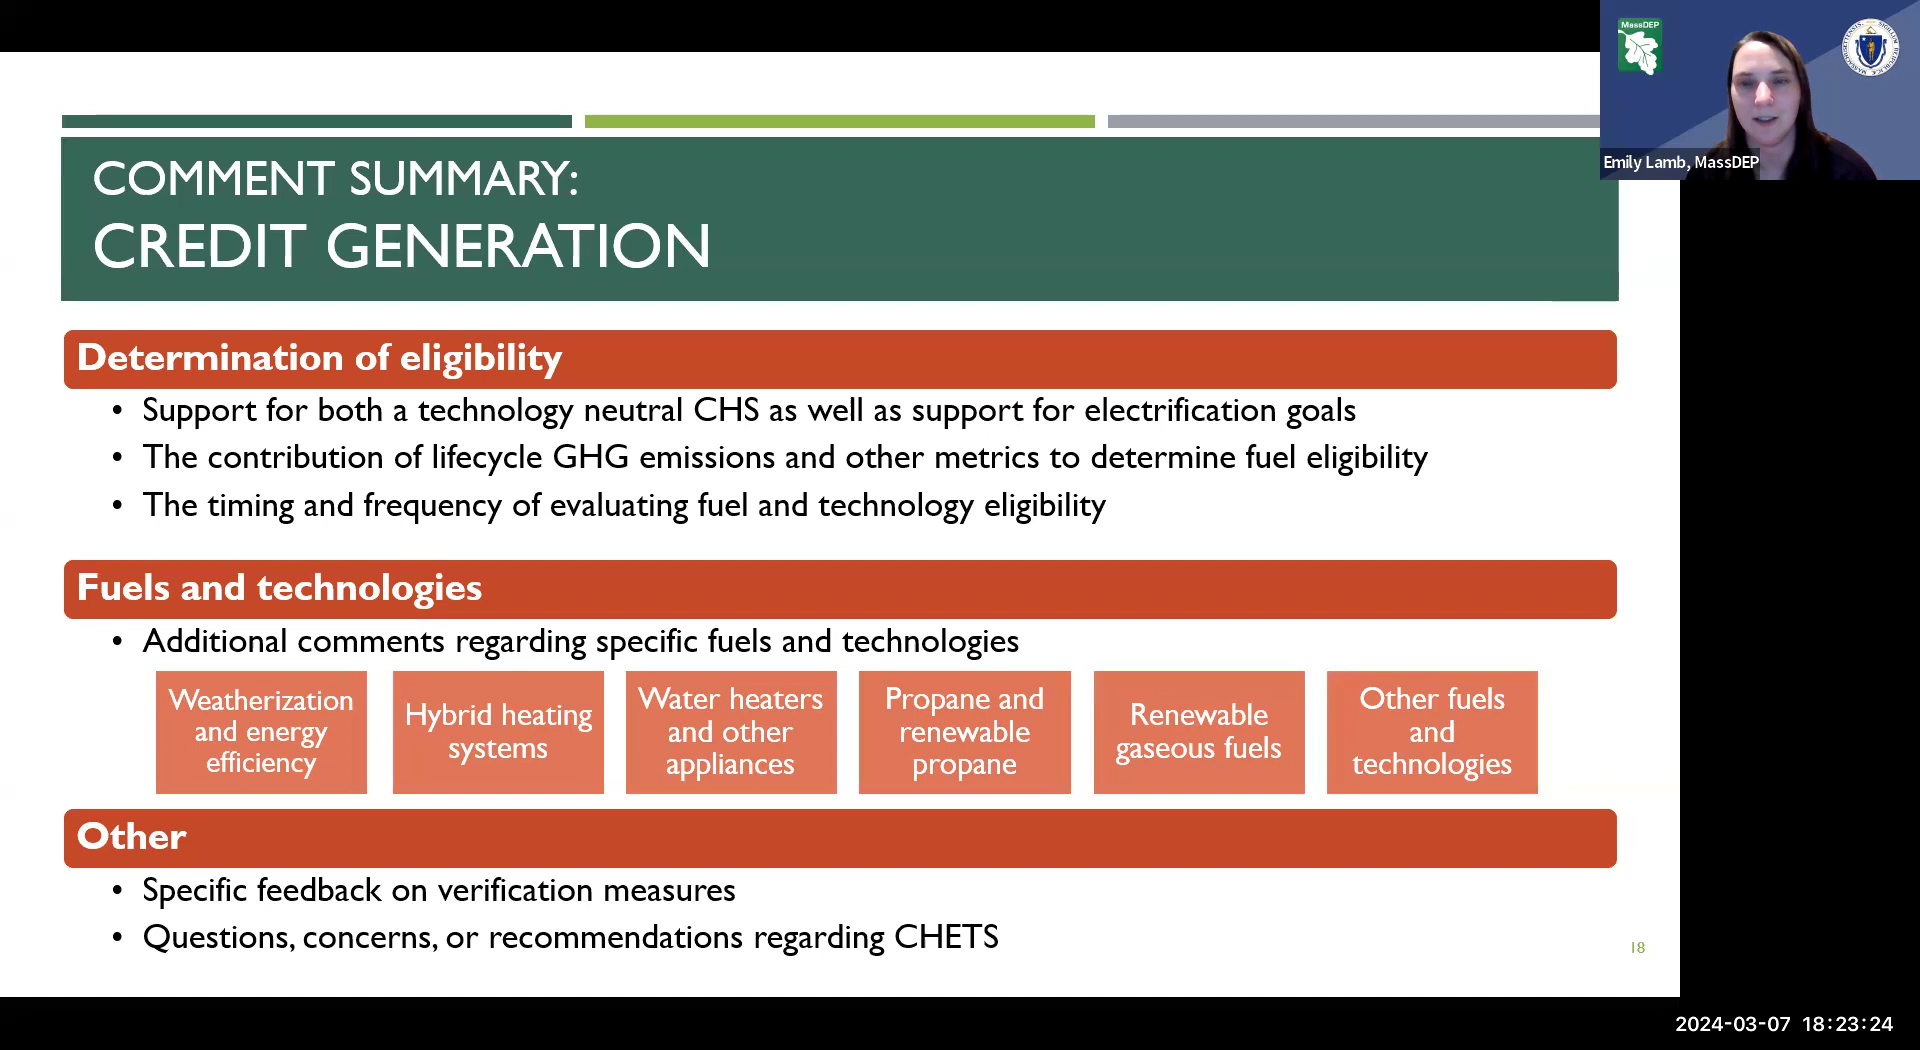 MassDEP
Emily Lamb, MassDEP
COMMENT SUMMARY:
CREDIT GENERATION
Determination of eligibility
• Support for both a technology neutral CHS as well as support for electrification goals
• The contribution of lifecycle GHG emissions and other metrics to determine fuel eligibility
• The timing and frequency of evaluating fuel and technology eligibility
Fuels and technologies
• Additional comments regarding specific fuels and technologies
Weatherization
and energy
efficiency
Hybrid heating
systems
Water heaters
and other
appliances
Propane and
renewable
propane
Renewable
gaseous fuels
Other fuels
and
technologies
Other
• Specific feedback on verification measures
• Questions, concerns, or recommendations regarding CHETS
18
2024-03-07 18:23:24